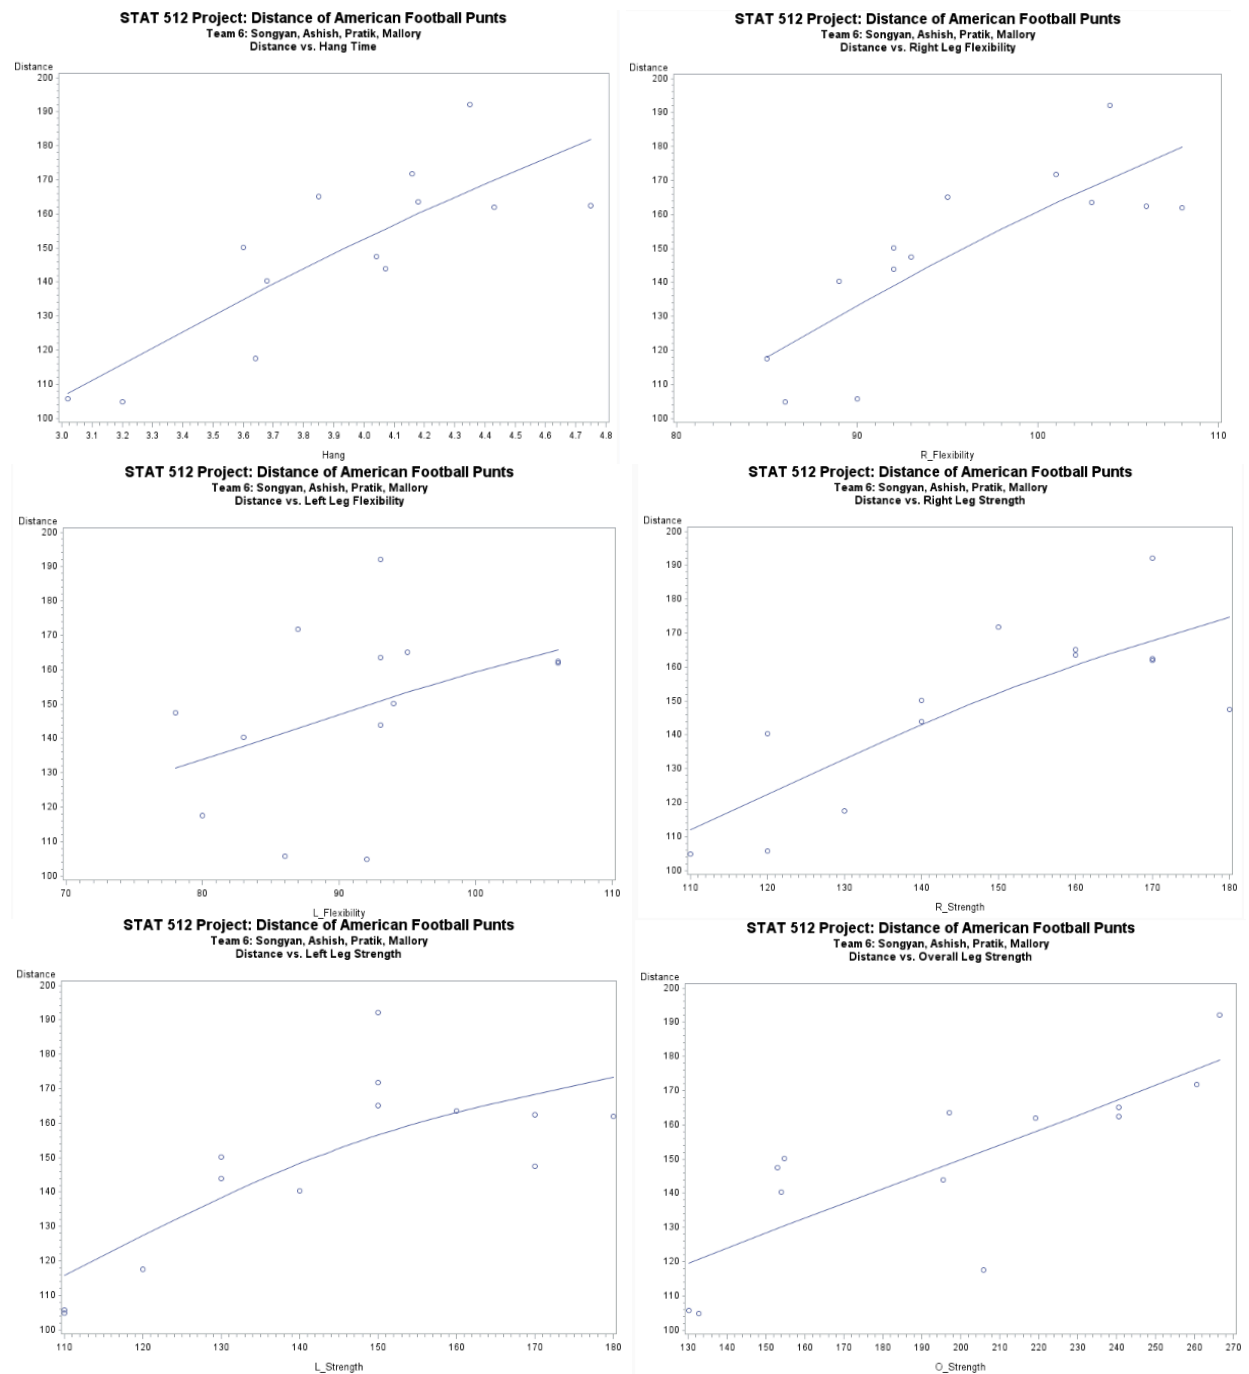 STAT 512 Project: Distance of American Football Punts
Team 6: Songyan, Ashish, Pratik, Mallory
Distance vs. Hang Time
Distance
200
190
180
170
160
150
140
130
120
110
100
3.0 3.1 3.2 3.3 3.4 3.5 3.6 3.7 3.8 3.9 4.0 4.1 4.2 4.3 4.4 4.5 4.6 4.7 4.8
Hang
STAT 512 Project: Distance of American Football Punts
Team 6: Songyan, Ashish, Pratik, Mallory
Distance vs. Right Leg Flexibility
Distance
200
190
180
170
160
150
140
130
120
110
100
80 90 100 110
R_Flexibility
STAT 512 Project: Distance of American Football Punts
Team 6: Songyan, Ashish, Pratik, Mallory
Distance vs. Left Leg Flexibility
Distance
200
190
180
170
160
150
140
130
120
110
100
70 80 90 100 110
L_Flexibility
STAT 512 Project: Distance of American Football Punts
Team 6: Songyan, Ashish, Pratik, Mallory
Distance vs. Right Leg Strength
Distance
200
190
180
170
160
150
140
130
120
110
100
110 120 130 140 150 160 170 180
R_Strength
STAT 512 Project: Distance of American Football Punts
Team 6: Songyan, Ashish, Pratik, Mallory
Distance vs. Left Leg Strength
Distance
200
190
180
170
160
150
140
130
120
110
100
110 120 130 140 150 160 170 180
L_Strength
STAT 512 Project: Distance of American Football Punts
Team 6: Songyan, Ashish, Pratik, Mallory
Distance vs. Overall Leg Strength
Distance
200
190
180
170
160
150
140
130
120
110
100
130 140 150 160 170 180 190 200 210 220 230 240 250 260 270
O_Strength